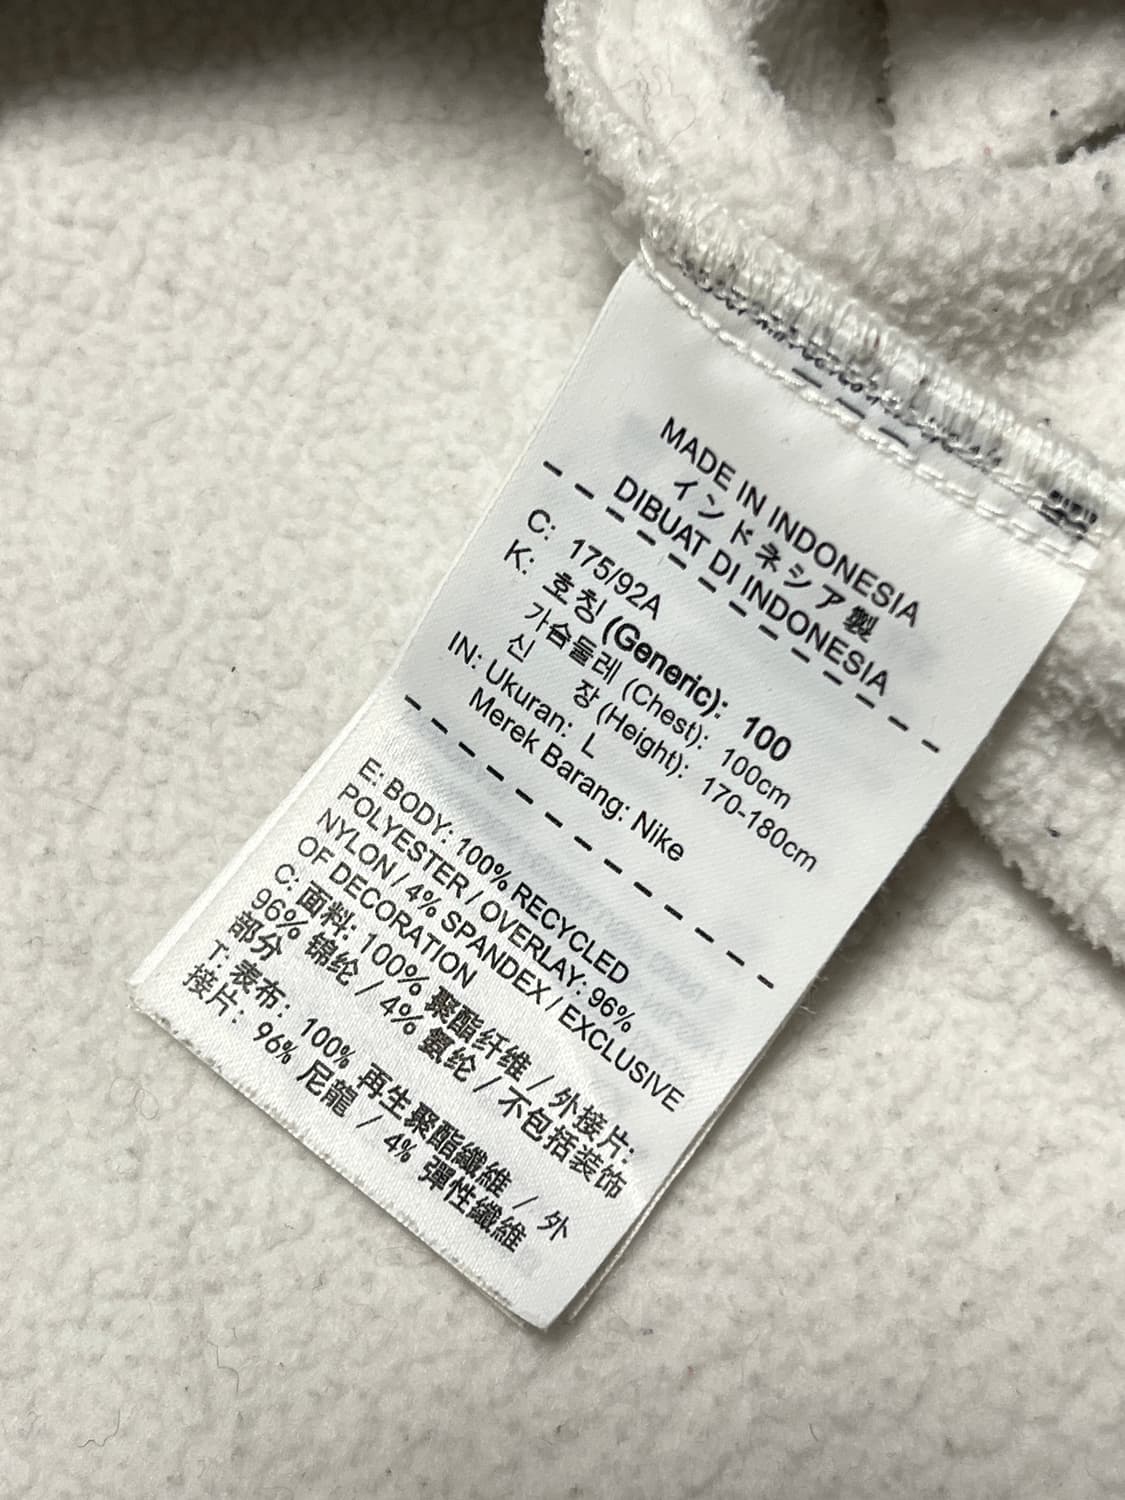 MADE IN INDONESIA
インドネシア製
DIBUAT DI INDONESIA
C: 175/92A
K: 호칭 (Generic): 100
가슴둘레 (Chest): 100cm
신 장 (Height): 170-180cm
IN: Ukuran: L
Merek Barang: Nike
E: BODY: 100% RECYCLED
POLYESTER / OVERLAY: 96%
NYLON / 4% SPANDEX / EXCLUSIVE
OF DECORATION
C: 面料: 100% 聚酯纤维 / 外接片:
96% 锦纶 / 4% 氨纶 / 不包括装饰
部分
T: 表布: 100% 再生聚酯纖維 / 外
接片: 96% 尼龍 / 4% 彈性纖維